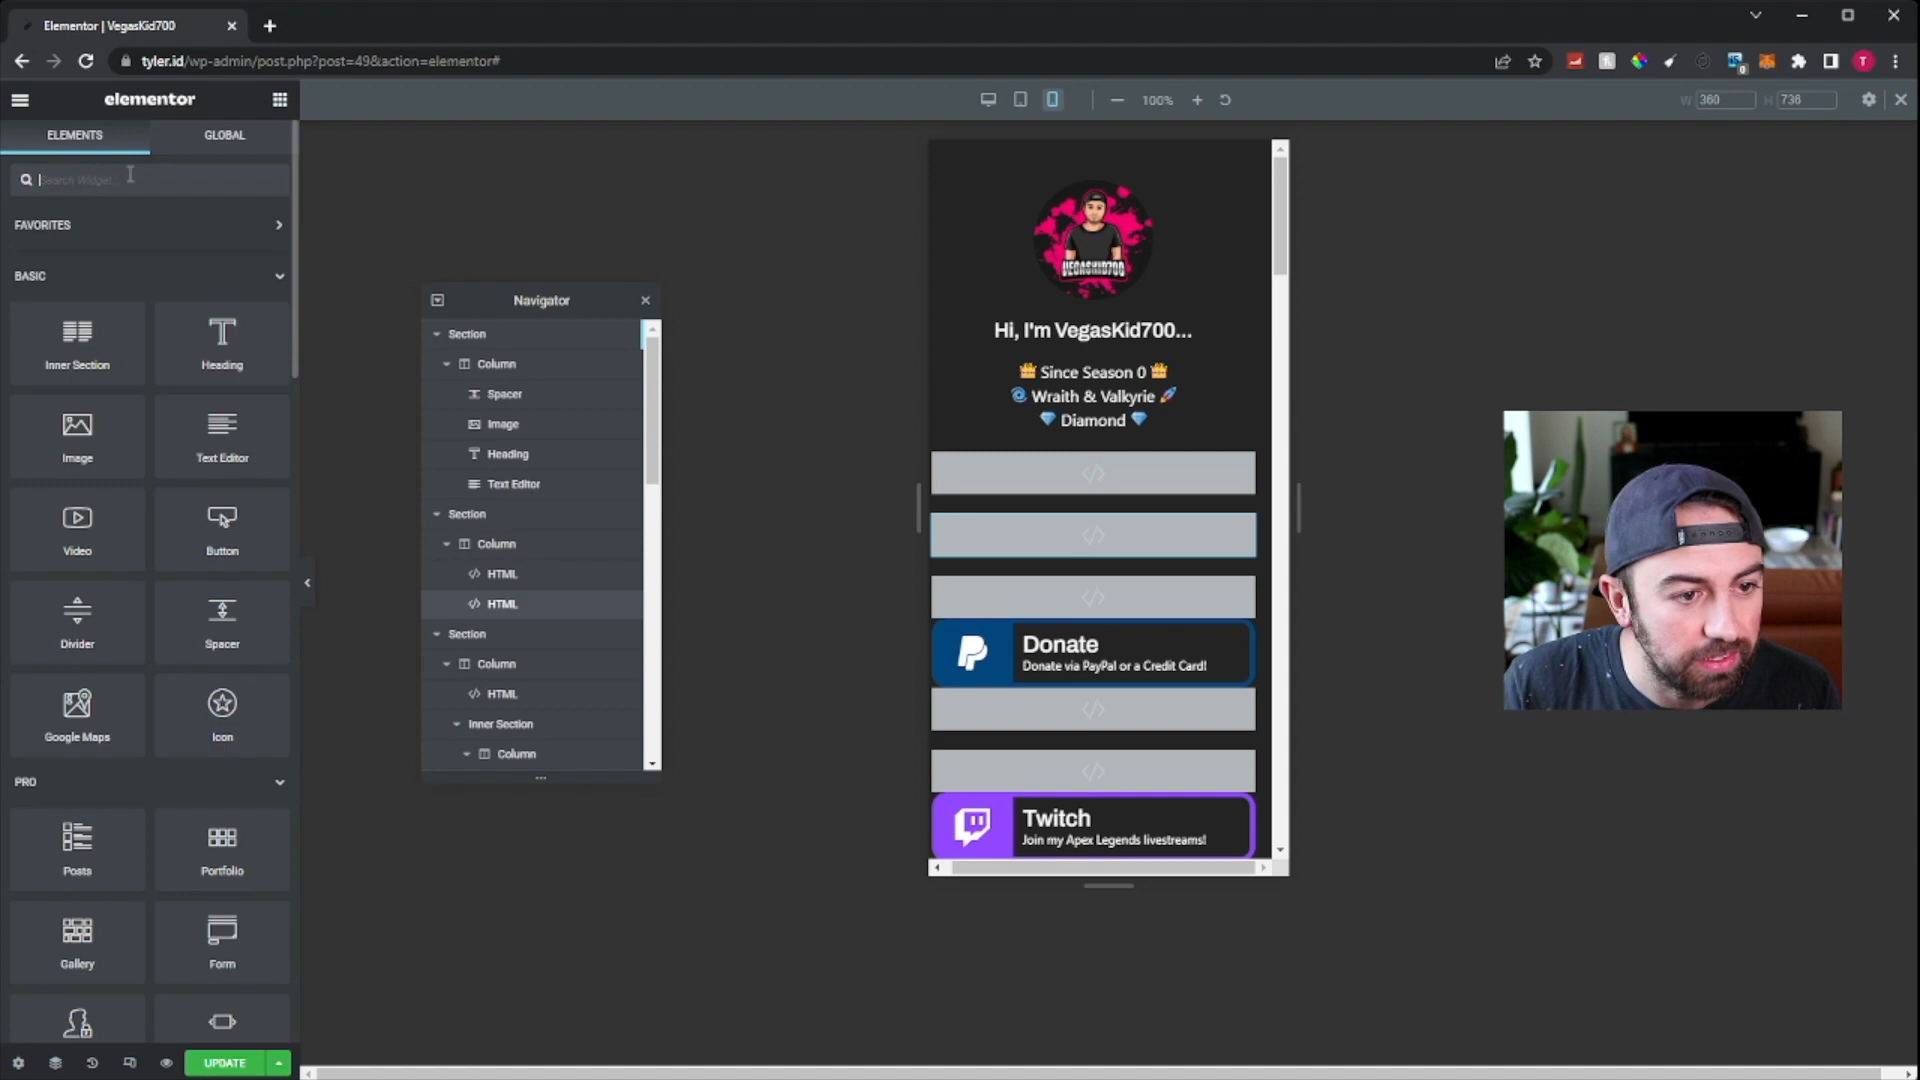 Elementor | VegasKid700
tyler.id/wp-admin/post.php?post=49&action=elementor#
0
T
elementor
100%
W 360
H 736
ELEMENTS
GLOBAL
Search Widget...
FAVORITES
BASIC
Inner Section
Heading
Image
Text Editor
Video
Button
Divider
Spacer
Google Maps
Icon
PRO
Posts
Portfolio
Gallery
Form
UPDATE
Navigator
Section
Column
Spacer
Image
Heading
Text Editor
Section
Column
HTML
HTML
Section
Column
HTML
Inner Section
Column
VEGASKID700
Hi, I'm VegasKid700...
👑 Since Season 0 👑
🌀 Wraith & Valkyrie 🚀
💎 Diamond 💎
Donate
Donate via PayPal or a Credit Card!
Twitch
Join my Apex Legends livestreams!